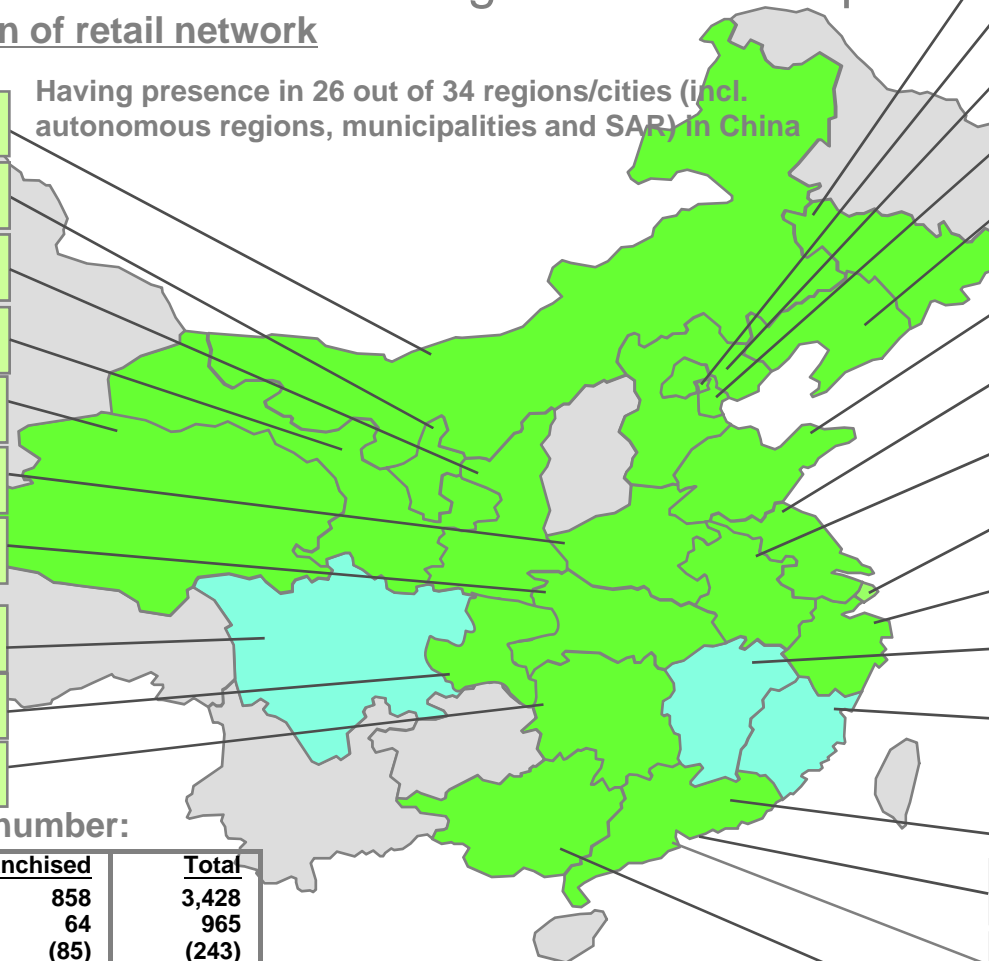 n of retail network
Having presence in 26 out of 34 regions/cities (incl.
autonomous regions, municipalities and SAR) in China
number:
nchised Total
858 3,428
64 965
(85) (243)